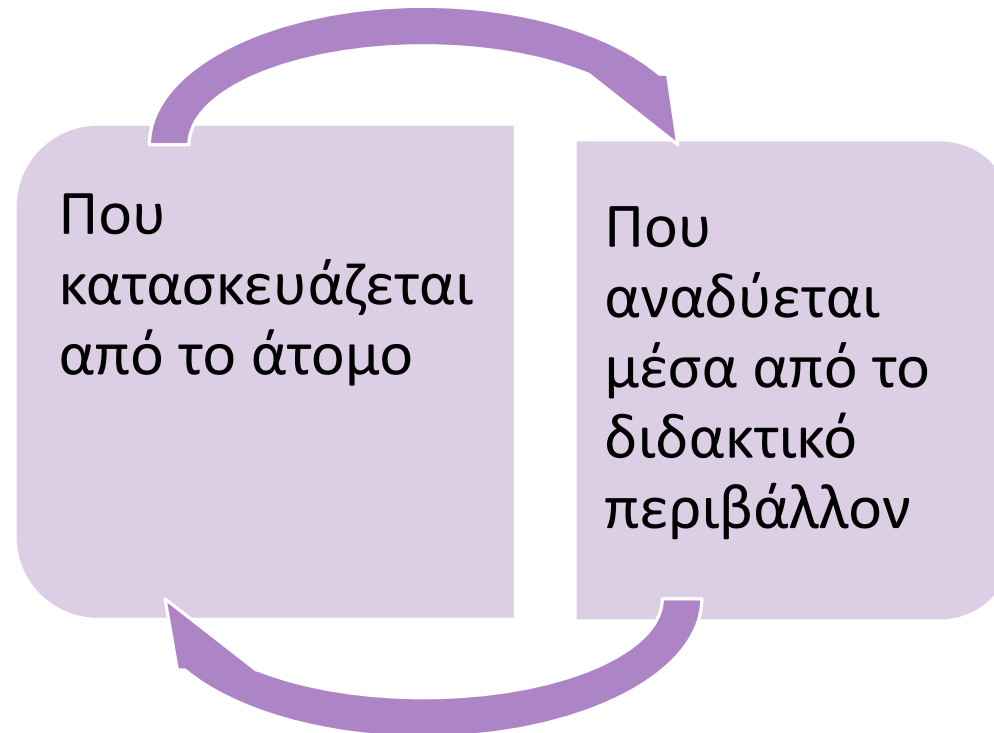 Που
κατασκευάζεται
από το άτομο
Που
αναδύεται
μέσα από το
διδακτικό
περιβάλλον